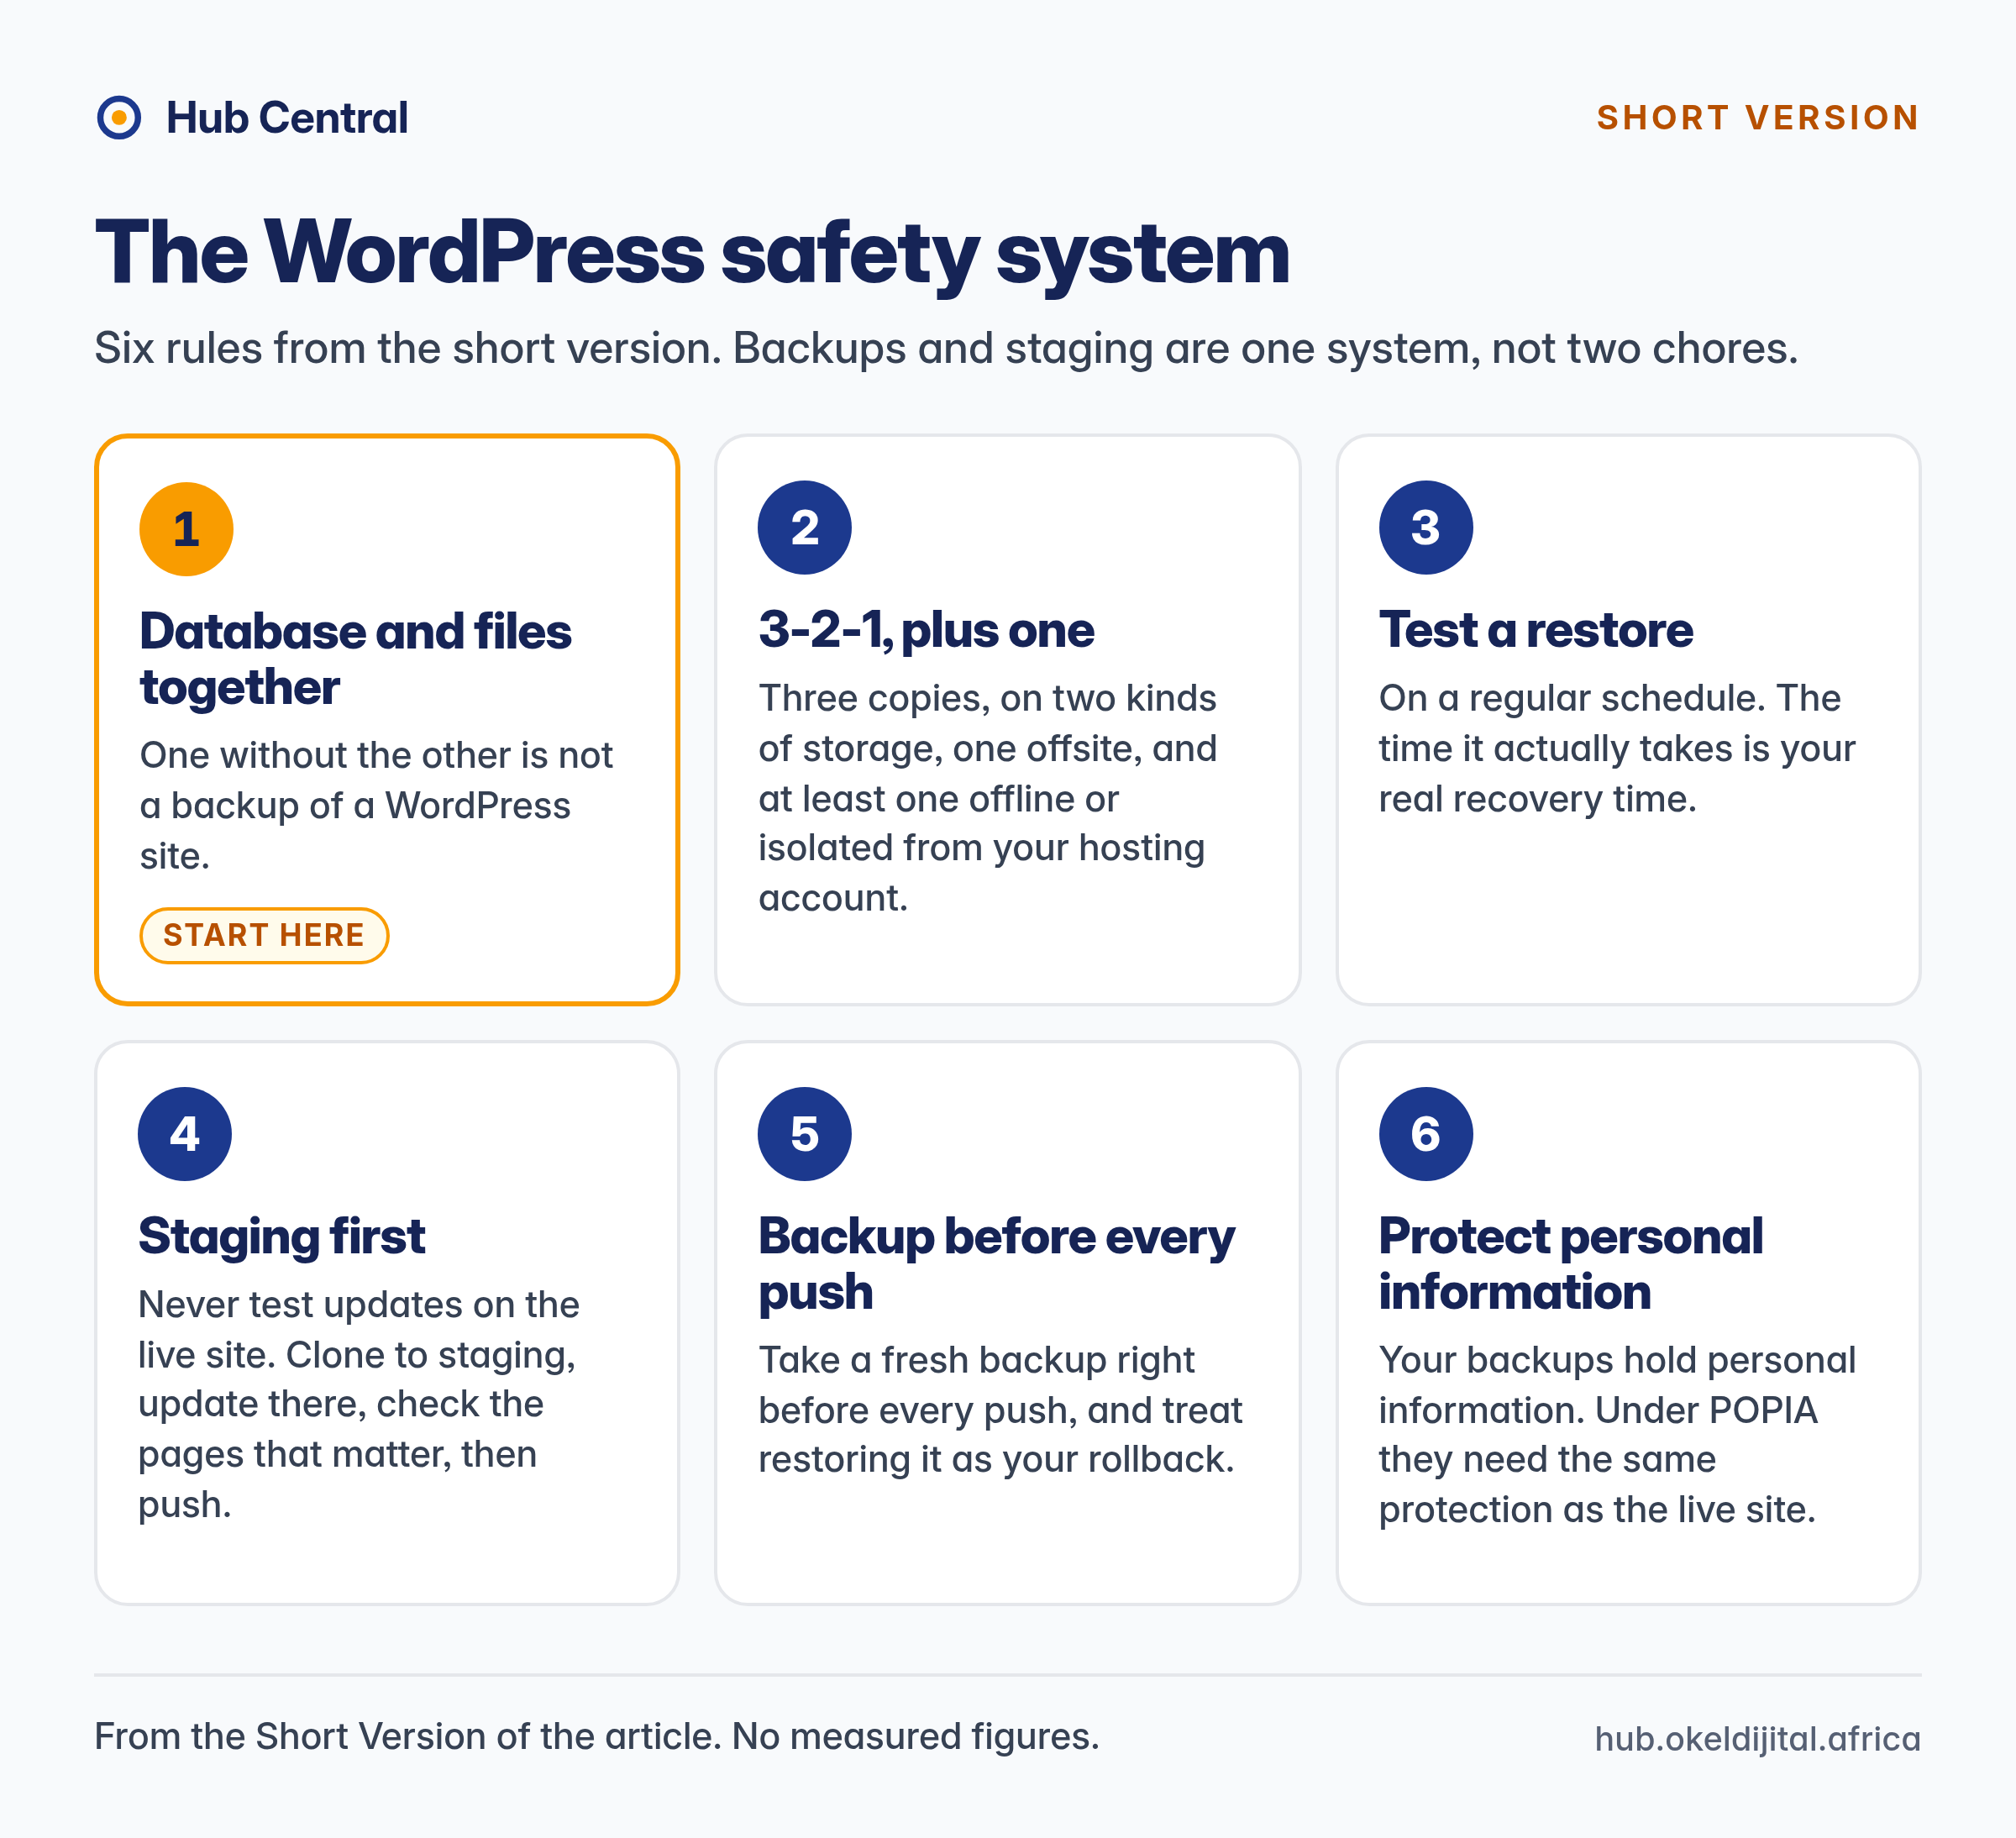 Hub Central
SHORT VERSION
The WordPress safety system
Six rules from the short version. Backups and staging are one system, not two chores.
1
Database and files
together
One without the other is not
a backup of a WordPress
site.
START HERE
2
3-2-1, plus one
Three copies, on two kinds
of storage, one offsite, and
at least one offline or
isolated from your hosting
account.
3
Test a restore
On a regular schedule. The
time it actually takes is your
real recovery time.
4
Staging first
Never test updates on the
live site. Clone to staging,
update there, check the
pages that matter, then
push.
5
Backup before every
push
Take a fresh backup right
before every push, and treat
restoring it as your rollback.
6
Protect personal
information
Your backups hold personal
information. Under POPIA
they need the same
protection as the live site.
From the Short Version of the article. No measured figures.
hub.okeldijital.africa